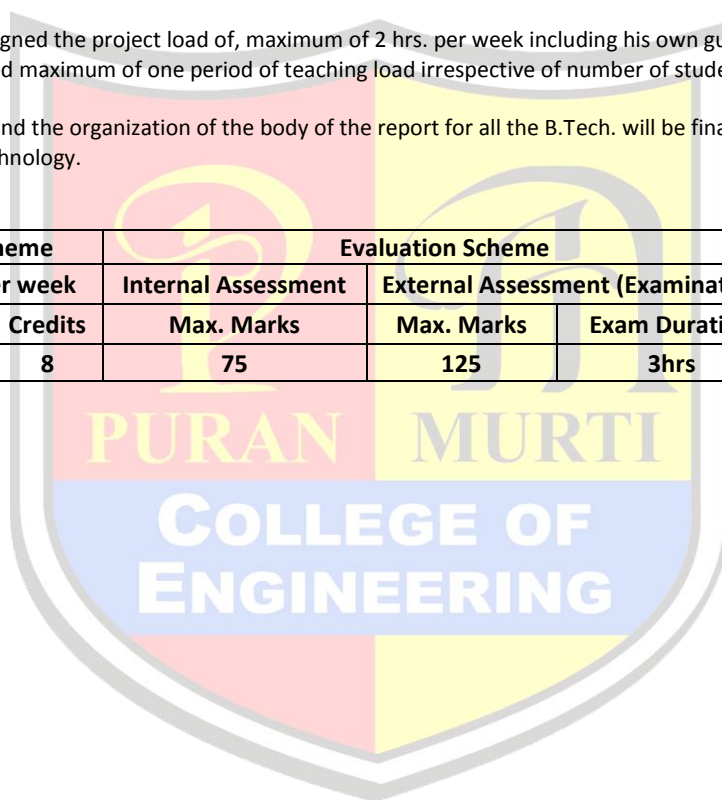 gned the project load of, maximum of 2 hrs. per week including his own gu
d maximum of one period of teaching load irrespective of number of stude
nd the organization of the body of the report for all the B.Tech. will be fina
hnology.
heme Evaluation Scheme
r week Internal Assessment External Assessment (Examinat
Credits Max. Marks Max. Marks Exam Durati
8 75 125 3hrs
PURAN MURTI
COLLEGE OF
ENGINEERING